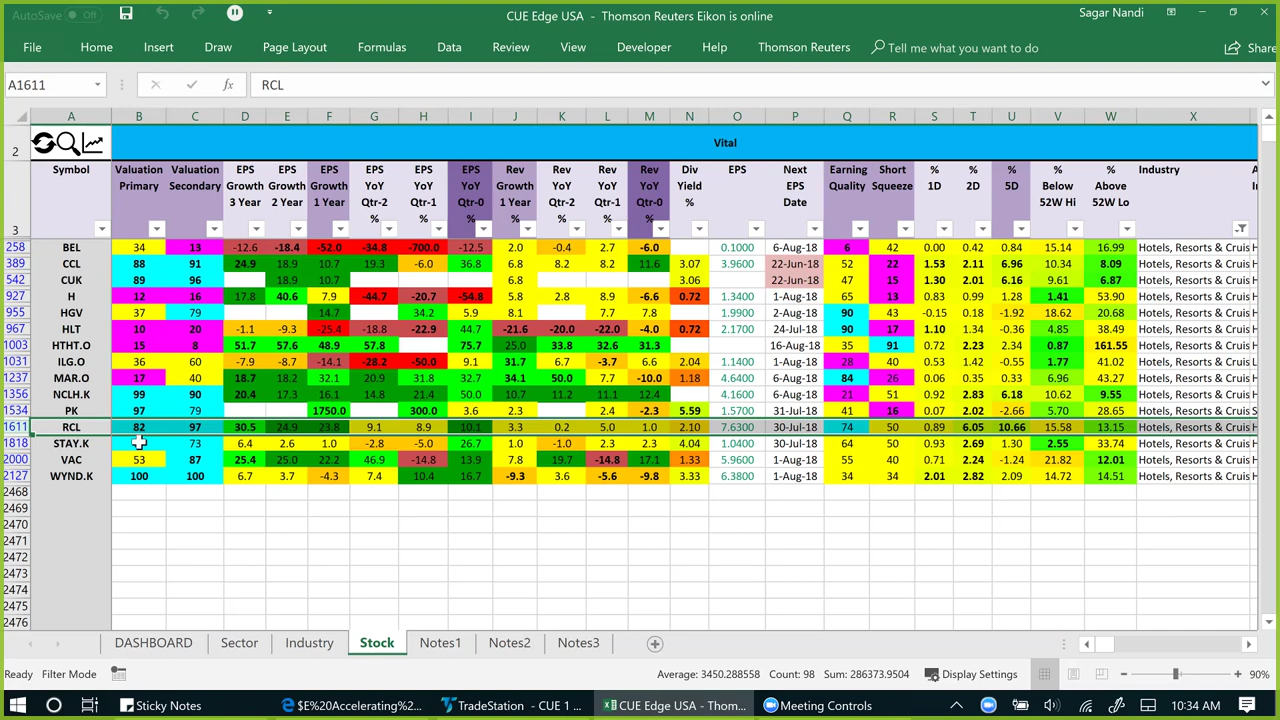 AutoSave Off CUE Edge USA - Thomson Reuters Eikon is online Sagar Nandi
File Home Insert Draw Page Layout Formulas Data Review View Developer Help Thomson Reuters Tell me what you want to do Share
A1611 fx RCL
A B C D E F G H I J K L M N O P Q R S T U V W X
2 Vital
Symbol Valuation Primary Valuation Secondary EPS Growth 3 Year EPS Growth 2 Year EPS Growth 1 Year EPS YoY Qtr-2 % EPS YoY Qtr-1 % EPS YoY Qtr-0 % Rev Growth 1 Year Rev YoY Qtr-2 % Rev YoY Qtr-1 % Rev YoY Qtr-0 % Div Yield % EPS Next EPS Date Earning Quality Short Squeeze % 1D % 2D % 5D % Below 52W Hi % Above 52W Lo Industry
3
258 BEL 34 13 -12.6 -18.4 -52.0 -34.8 -700.0 -12.5 2.0 -0.4 2.7 -6.0 0.1000 6-Aug-18 6 42 0.00 0.42 0.84 15.14 16.99 Hotels, Resorts & Cruis
389 CCL 88 91 24.9 18.9 10.7 19.3 -6.0 36.8 6.8 8.2 8.2 11.6 3.07 3.9600 22-Jun-18 52 22 1.53 2.11 6.96 10.34 8.09 Hotels, Resorts & Cruis
542 CUK 89 96 18.9 10.7 6.8 3.06 22-Jun-18 47 15 1.30 2.01 6.16 9.61 6.87 Hotels, Resorts & Cruis
927 H 12 16 17.8 40.6 7.9 -44.7 -20.7 -54.8 5.8 2.8 8.9 -6.6 0.72 1.3400 1-Aug-18 65 13 0.83 0.99 1.28 1.41 53.90 Hotels, Resorts & Cruis
955 HGV 37 79 14.7 34.2 5.9 8.1 7.7 7.8 1.9900 2-Aug-18 90 43 -0.15 0.18 -1.92 18.62 20.68 Hotels, Resorts & Cruis
967 HLT 10 20 -1.1 -9.3 -25.4 -18.8 -22.9 44.7 -21.6 -20.0 -22.0 -4.0 0.72 2.1700 24-Jul-18 90 17 1.10 1.34 -0.36 4.85 38.49 Hotels, Resorts & Cruis
1003 HTHT.O 15 8 51.7 57.6 48.9 57.8 75.7 25.0 33.8 32.6 31.3 16-Aug-18 35 91 0.72 2.23 2.34 0.87 161.55 Hotels, Resorts & Cruis
1031 ILG.O 36 60 -7.9 -8.7 -14.1 -28.2 -50.0 9.1 31.7 6.7 -3.7 6.6 2.04 1.1400 1-Aug-18 28 40 0.53 1.42 -0.55 1.77 41.02 Hotels, Resorts & Cruis
1237 MAR.O 17 40 18.7 18.2 32.1 20.9 31.8 32.7 34.1 50.0 7.7 -10.0 1.18 4.6400 6-Aug-18 84 26 0.06 0.35 0.33 6.96 43.27 Hotels, Resorts & Cruis
1356 NCLH.K 99 90 20.4 17.3 16.1 14.8 21.4 50.0 10.7 8.2 11.1 12.4 4.1600 8-Aug-18 21 51 0.92 2.83 6.18 10.62 9.55 Hotels, Resorts & Cruis
1534 PK 97 79 1750.0 300.0 3.6 2.3 2.4 -2.3 5.59 1.5700 31-Jul-18 41 16 0.07 2.02 -2.66 5.70 28.65 Hotels, Resorts & Cruis
1611 RCL 82 97 30.5 24.9 23.8 9.1 8.9 10.1 3.3 0.2 5.0 1.0 2.10 7.6300 30-Jul-18 74 50 0.89 6.05 10.66 15.58 13.15 Hotels, Resorts & Cruis
1818 STAY.K 73 6.4 2.6 1.0 -2.8 -5.0 26.7 1.0 -1.0 2.3 2.3 4.04 1.0400 30-Jul-18 64 50 0.93 2.69 1.30 2.55 33.74 Hotels, Resorts & Cruis
2000 VAC 53 87 25.4 25.0 22.2 46.9 -14.8 13.9 7.8 19.7 -14.8 17.1 1.33 5.9600 1-Aug-18 55 40 0.71 2.24 -1.24 21.82 12.01 Hotels, Resorts & Cruis
2127 WYND.K 100 100 6.7 3.7 -4.3 7.4 10.4 16.7 -9.3 3.6 -5.6 -9.8 3.33 6.3800 1-Aug-18 34 34 2.01 2.82 2.09 14.72 14.51 Hotels, Resorts & Cruis
2468
2469
2470
2471
2472
2473
2474
2475
2476
DASHBOARD Sector Industry Stock Notes1 Notes2 Notes3
Ready Filter Mode Average: 3450.288558 Count: 98 Sum: 286373.9504 Display Settings 90%
Sticky Notes $E%20Accelerating%2... TradeStation - CUE 1 ... CUE Edge USA - Thom... Meeting Controls 10:34 AM